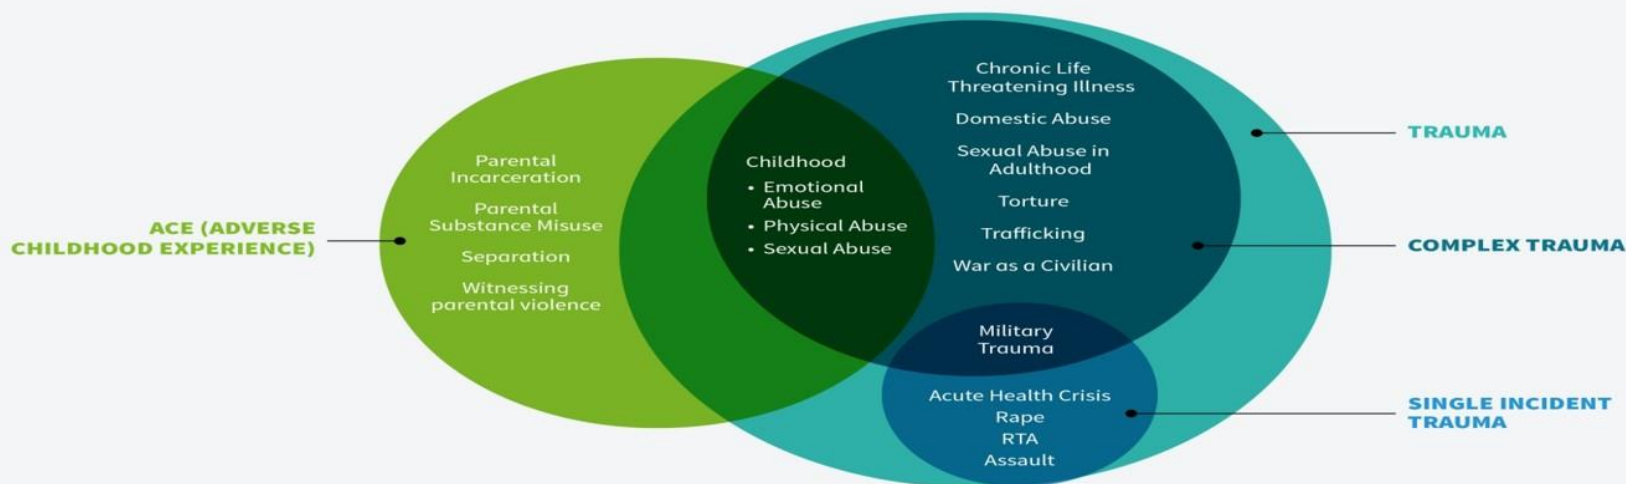 ACE (ADVERSE
CHILDHOOD EXPERIENCE)
Parental
Incarceration
Parental
Substance Misuse
Separation
Witnessing
parental violence
Childhood
• Emotional
Abuse
• Physical Abuse
• Sexual Abuse
Chronic Life
Threatening Illness
Domestic Abuse
Sexual Abuse in
Adulthood
Torture
Trafficking
War as a Civilian
Military
Trauma
Acute Health Crisis
Rape
RTA
Assault
TRAUMA
COMPLEX TRAUMA
SINGLE INCIDENT
TRAUMA